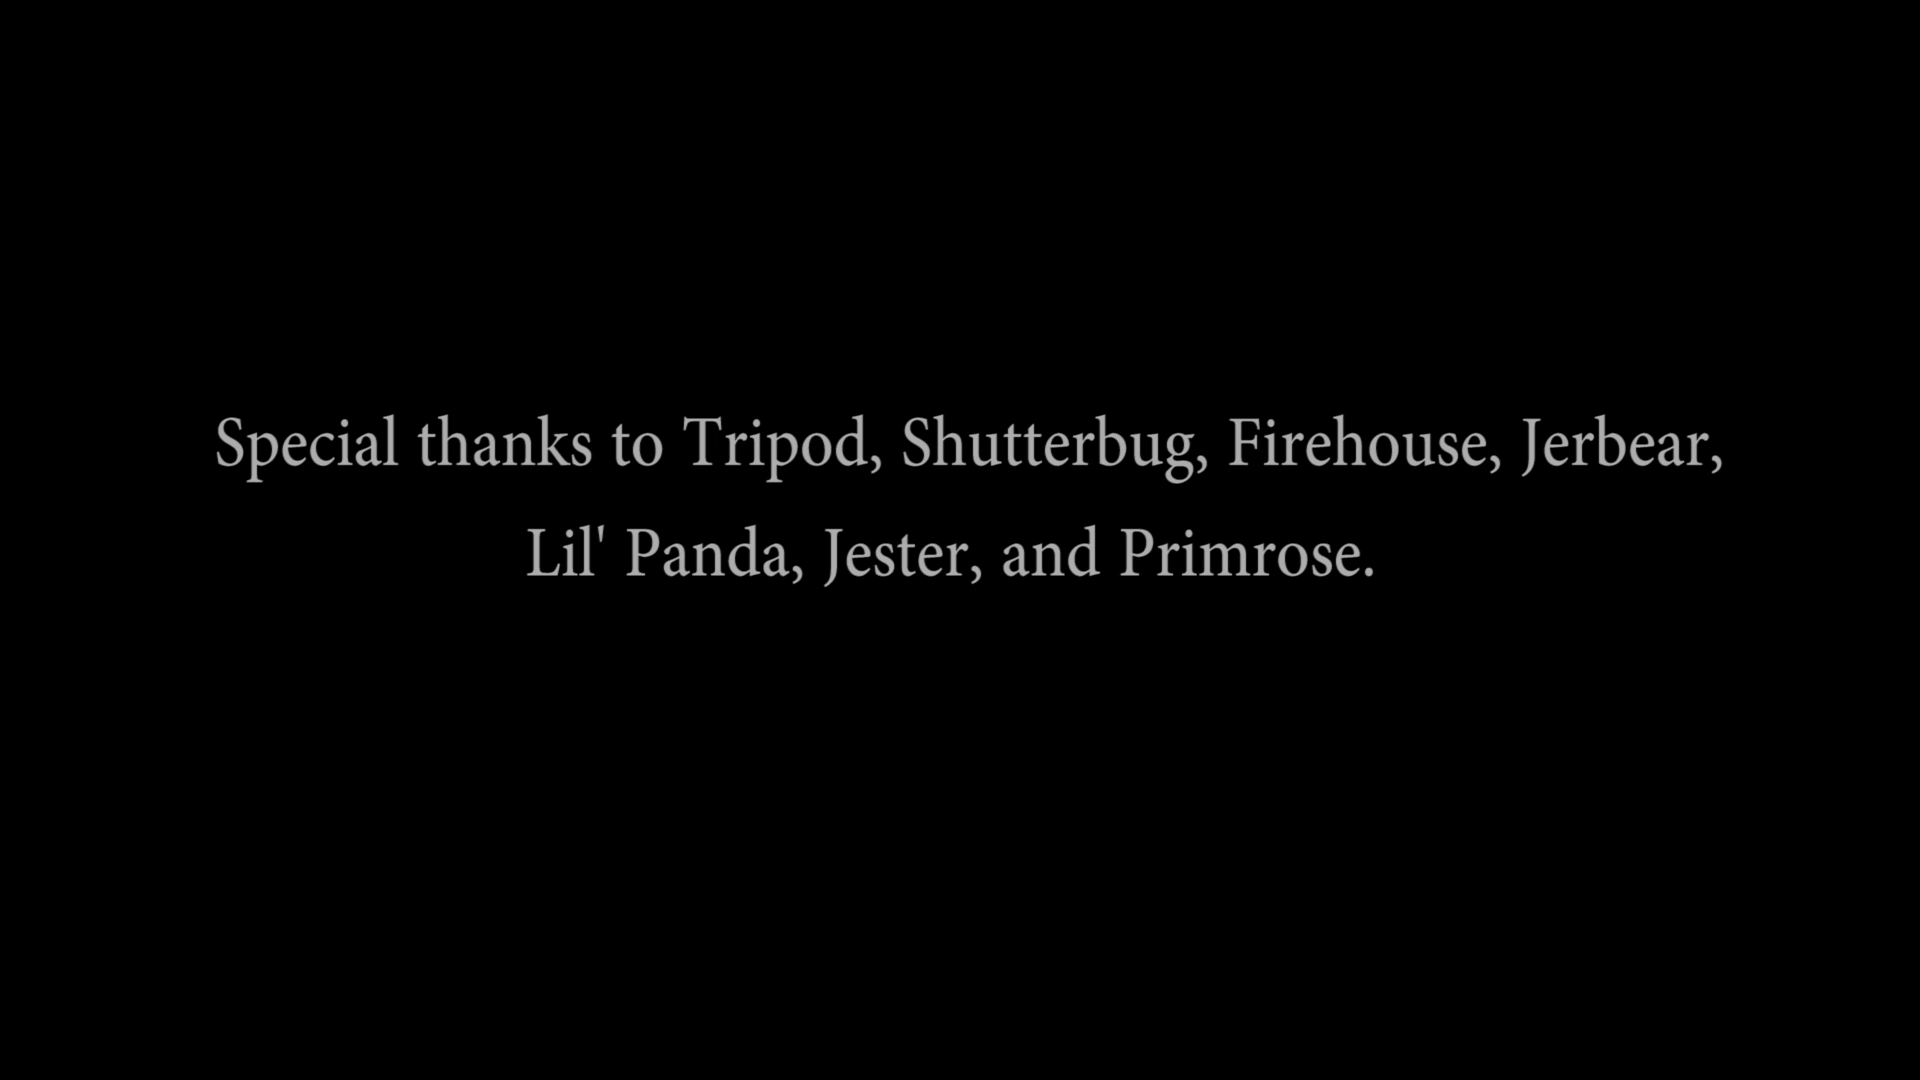 Special thanks to Tripod, Shutterbug, Firehouse, Jerbear,
Lil' Panda, Jester, and Primrose.